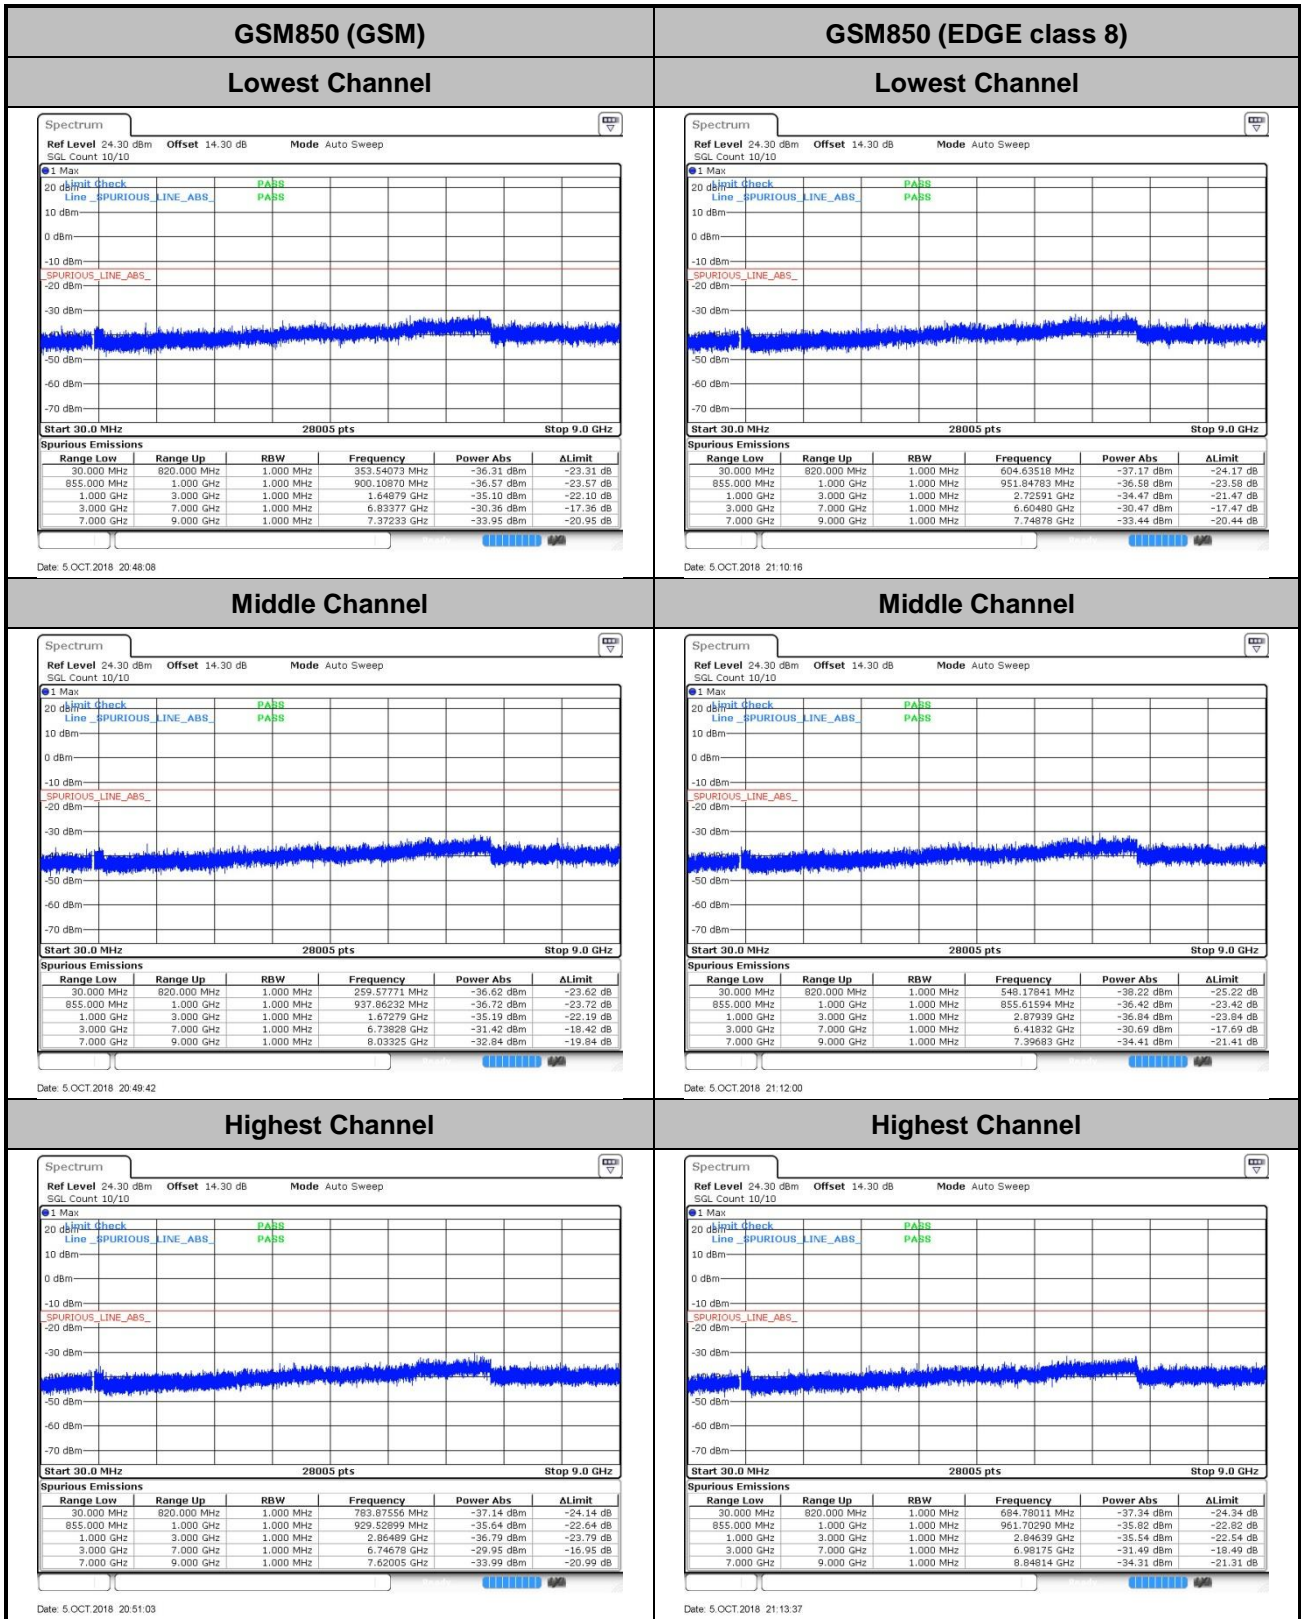 GSM850 (GSM) GSM850 (EDGE class 8)
Lowest Channel Lowest Channel
Spectrum
Ref Level 24.30 dBm Offset 14.30 dB Mode Auto Sweep
SGL Count 10/10
1 Max
20 dBm Limit Check PASS
Line _SPURIOUS_LINE_ABS_ PASS
10 dBm
0 dBm
-10 dBm
_SPURIOUS_LINE_ABS_
-20 dBm
-30 dBm
-50 dBm
-60 dBm
-70 dBm
Start 30.0 MHz 28005 pts Stop 9.0 GHz
Spurious Emissions
Range Low Range Up RBW Frequency Power Abs ΔLimit
30.000 MHz 820.000 MHz 1.000 MHz 353.54073 MHz -36.31 dBm -23.31 dB
855.000 MHz 1.000 GHz 1.000 MHz 900.10870 MHz -36.57 dBm -23.57 dB
1.000 GHz 3.000 GHz 1.000 MHz 1.64879 GHz -35.10 dBm -22.10 dB
3.000 GHz 7.000 GHz 1.000 MHz 6.83377 GHz -30.36 dBm -17.36 dB
7.000 GHz 9.000 GHz 1.000 MHz 7.37233 GHz -33.95 dBm -20.95 dB
Date: 5.OCT.2018 20:48:08
Spectrum
Ref Level 24.30 dBm Offset 14.30 dB Mode Auto Sweep
SGL Count 10/10
1 Max
20 dBm Limit Check PASS
Line _SPURIOUS_LINE_ABS_ PASS
10 dBm
0 dBm
-10 dBm
_SPURIOUS_LINE_ABS_
-20 dBm
-30 dBm
-50 dBm
-60 dBm
-70 dBm
Start 30.0 MHz 28005 pts Stop 9.0 GHz
Spurious Emissions
Range Low Range Up RBW Frequency Power Abs ΔLimit
30.000 MHz 820.000 MHz 1.000 MHz 604.63518 MHz -37.17 dBm -24.17 dB
855.000 MHz 1.000 GHz 1.000 MHz 951.84783 MHz -36.58 dBm -23.58 dB
1.000 GHz 3.000 GHz 1.000 MHz 2.72591 GHz -34.47 dBm -21.47 dB
3.000 GHz 7.000 GHz 1.000 MHz 6.60480 GHz -30.47 dBm -17.47 dB
7.000 GHz 9.000 GHz 1.000 MHz 7.74878 GHz -33.44 dBm -20.44 dB
Date: 5.OCT.2018 21:10:16
Middle Channel Middle Channel
Spectrum
Ref Level 24.30 dBm Offset 14.30 dB Mode Auto Sweep
SGL Count 10/10
1 Max
20 dBm Limit Check PASS
Line _SPURIOUS_LINE_ABS_ PASS
10 dBm
0 dBm
-10 dBm
_SPURIOUS_LINE_ABS_
-20 dBm
-30 dBm
-50 dBm
-60 dBm
-70 dBm
Start 30.0 MHz 28005 pts Stop 9.0 GHz
Spurious Emissions
Range Low Range Up RBW Frequency Power Abs ΔLimit
30.000 MHz 820.000 MHz 1.000 MHz 259.57771 MHz -36.62 dBm -23.62 dB
855.000 MHz 1.000 GHz 1.000 MHz 937.86232 MHz -36.72 dBm -23.72 dB
1.000 GHz 3.000 GHz 1.000 MHz 1.67279 GHz -35.19 dBm -22.19 dB
3.000 GHz 7.000 GHz 1.000 MHz 6.73828 GHz -31.42 dBm -18.42 dB
7.000 GHz 9.000 GHz 1.000 MHz 8.03325 GHz -32.84 dBm -19.84 dB
Date: 5.OCT.2018 20:49:42
Spectrum
Ref Level 24.30 dBm Offset 14.30 dB Mode Auto Sweep
SGL Count 10/10
1 Max
20 dBm Limit Check PASS
Line _SPURIOUS_LINE_ABS_ PASS
10 dBm
0 dBm
-10 dBm
_SPURIOUS_LINE_ABS_
-20 dBm
-30 dBm
-50 dBm
-60 dBm
-70 dBm
Start 30.0 MHz 28005 pts Stop 9.0 GHz
Spurious Emissions
Range Low Range Up RBW Frequency Power Abs ΔLimit
30.000 MHz 820.000 MHz 1.000 MHz 548.17841 MHz -38.22 dBm -25.22 dB
855.000 MHz 1.000 GHz 1.000 MHz 855.61594 MHz -36.42 dBm -23.42 dB
1.000 GHz 3.000 GHz 1.000 MHz 2.87939 GHz -36.84 dBm -23.84 dB
3.000 GHz 7.000 GHz 1.000 MHz 6.41832 GHz -30.69 dBm -17.69 dB
7.000 GHz 9.000 GHz 1.000 MHz 7.39683 GHz -34.41 dBm -21.41 dB
Date: 5.OCT.2018 21:12:00
Highest Channel Highest Channel
Spectrum
Ref Level 24.30 dBm Offset 14.30 dB Mode Auto Sweep
SGL Count 10/10
1 Max
20 dBm Limit Check PASS
Line _SPURIOUS_LINE_ABS_ PASS
10 dBm
0 dBm
-10 dBm
_SPURIOUS_LINE_ABS_
-20 dBm
-30 dBm
-50 dBm
-60 dBm
-70 dBm
Start 30.0 MHz 28005 pts Stop 9.0 GHz
Spurious Emissions
Range Low Range Up RBW Frequency Power Abs ΔLimit
30.000 MHz 820.000 MHz 1.000 MHz 783.87556 MHz -37.14 dBm -24.14 dB
855.000 MHz 1.000 GHz 1.000 MHz 929.52899 MHz -35.64 dBm -22.64 dB
1.000 GHz 3.000 GHz 1.000 MHz 2.86489 GHz -36.79 dBm -23.79 dB
3.000 GHz 7.000 GHz 1.000 MHz 6.74678 GHz -29.95 dBm -16.95 dB
7.000 GHz 9.000 GHz 1.000 MHz 7.62005 GHz -33.99 dBm -20.99 dB
Date: 5.OCT.2018 20:51:03
Spectrum
Ref Level 24.30 dBm Offset 14.30 dB Mode Auto Sweep
SGL Count 10/10
1 Max
20 dBm Limit Check PASS
Line _SPURIOUS_LINE_ABS_ PASS
10 dBm
0 dBm
-10 dBm
_SPURIOUS_LINE_ABS_
-20 dBm
-30 dBm
-50 dBm
-60 dBm
-70 dBm
Start 30.0 MHz 28005 pts Stop 9.0 GHz
Spurious Emissions
Range Low Range Up RBW Frequency Power Abs ΔLimit
30.000 MHz 820.000 MHz 1.000 MHz 684.78011 MHz -37.34 dBm -24.34 dB
855.000 MHz 1.000 GHz 1.000 MHz 961.70290 MHz -35.82 dBm -22.82 dB
1.000 GHz 3.000 GHz 1.000 MHz 2.84639 GHz -35.54 dBm -22.54 dB
3.000 GHz 7.000 GHz 1.000 MHz 6.98175 GHz -31.49 dBm -18.49 dB
7.000 GHz 9.000 GHz 1.000 MHz 8.84814 GHz -34.31 dBm -21.31 dB
Date: 5.OCT.2018 21:13:37